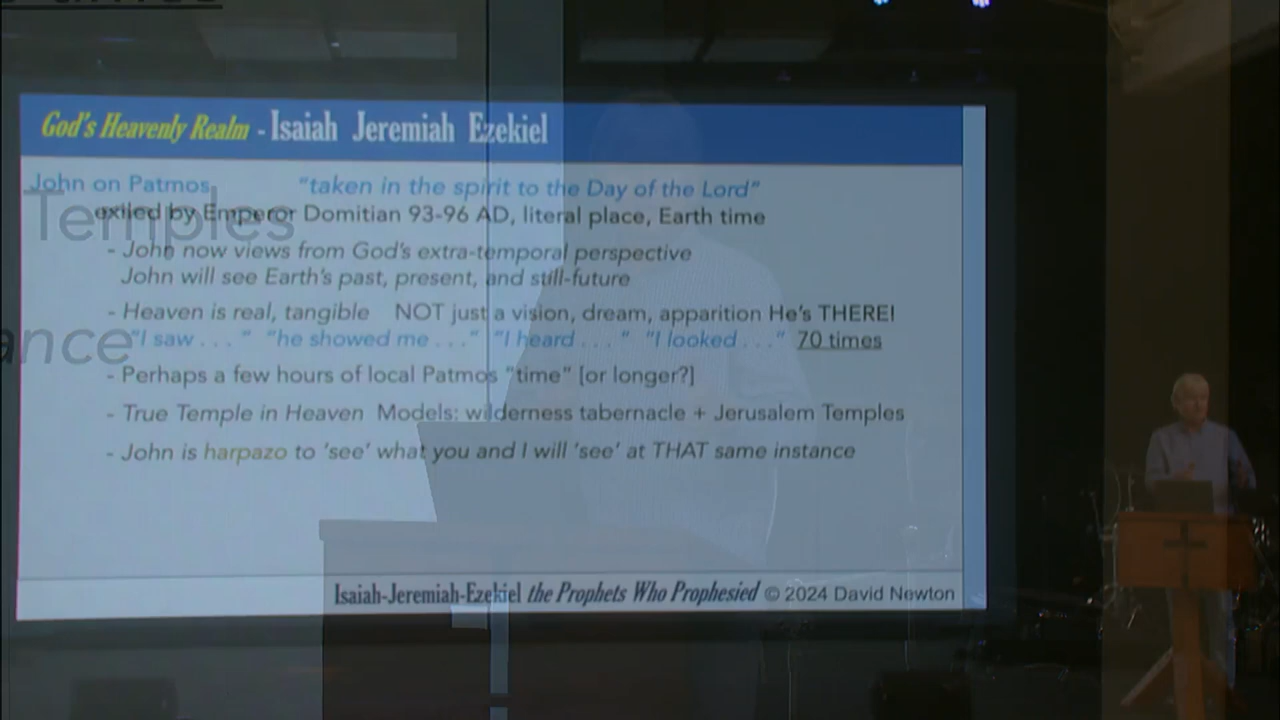 God's Heavenly Realm - Isaiah Jeremiah Ezekiel
John on Patmos "taken in the spirit to the Day of the Lord"
exiled by Emperor Domitian 93-96 AD, literal place, Earth time
- John now views from God's extra-temporal perspective
John will see Earth's past, present, and still-future
- Heaven is real, tangible NOT just a vision, dream, apparition He's THERE!
"I saw . . . " "he showed me . . ." "I heard . . . " "I looked . . ." 70 times
- Perhaps a few hours of local Patmos "time" [or longer?]
- True Temple in Heaven Models: wilderness tabernacle + Jerusalem Temples
- John is harpazo to 'see' what you and I will 'see' at THAT same instance
Isaiah-Jeremiah-Ezekiel the Prophets Who Prophesied © 2024 David Newton
Temples
ance